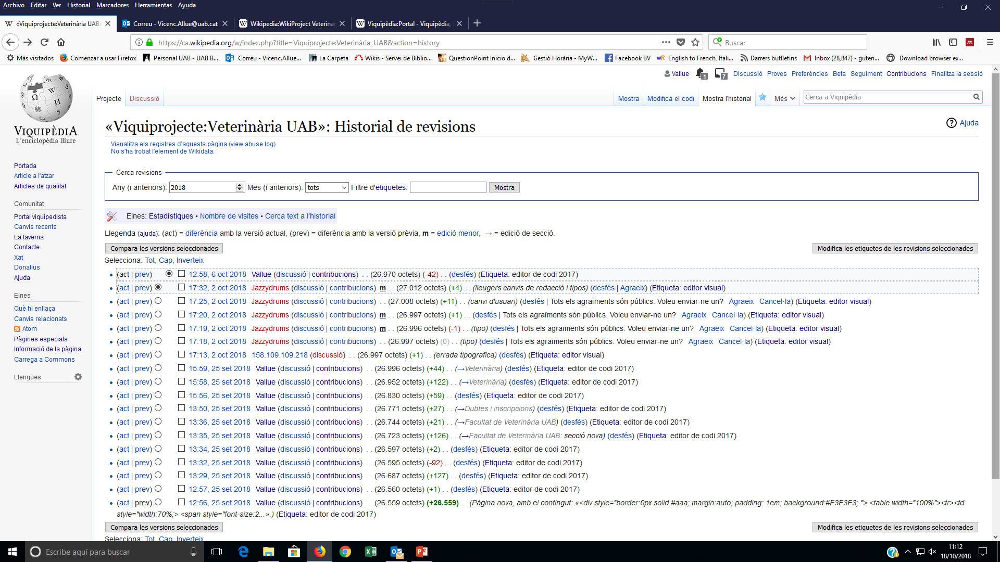 Archivo Editar Ver Historial Marcadores Herramientas Ayuda
«Viquiprojecte:Veterinària UAB» Correu - Vicenc.Allue@uab.cat Wikipedia:WikiProject Veterinar Viquipèdia:Portal - Viquipèdia,
https://ca.wikipedia.org/w/index.php?title=Viquiprojecte:Veterinària_UAB&action=history Buscar
Más visitados Comenzar a usar Firefox Personal UAB - UAB B... Correu - Vicenc.Allue... La Carpeta Wikis - Servei de Biblio... QuestionPoint Inicio d... Gestió Horària - MyW... Facebook BV English to French, Itali... Darrers butlletins Inbox (28,847) - guten... Download browser ex...
Vallue 1 7 Discussió Proves Preferències Beta Seguiment Contribucions Finalitza la sessió
Projecte Discussió Mostra Modifica el codi Mostra l'historial Més Cerca a Viquipèdia
VIQUIPÈDIA
L'enciclopèdia lliure
Portada
Article a l'atzar
Articles de qualitat
Comunitat
Portal viquipedista
Canvis recents
La taverna
Contacte
Xat
Donatius
Ajuda
Eines
Què hi enllaça
Canvis relacionats
Atom
Pàgines especials
Informació de la pàgina
Carrega a Commons
Llengües
«Viquiprojecte:Veterinària UAB»: Historial de revisions
Ajuda
Visualitza els registres d'aquesta pàgina (view abuse log)
No s'ha trobat l'element de Wikidata.
Cerca revisions
Any (i anteriors): 2018 Mes (i anteriors): tots Filtre d'etiquetes: Mostra
Eines: Estadístiques • Nombre de visites • Cerca text a l'historial
Llegenda (ajuda): (act) = diferència amb la versió actual, (prev) = diferència amb la versió prèvia, m = edició menor, → = edició de secció.
Compara les versions seleccionades Modifica les etiquetes de les revisions seleccionades
Selecciona: Tot, Cap, Inverteix
(act | prev) 12:58, 6 oct 2018 Vallue (discussió | contribucions) . . (26.970 octets) (-42) . . (desfés) (Etiqueta: editor de codi 2017)
(act | prev) 17:32, 2 oct 2018 Jazzydrums (discussió | contribucions) m . . (27.012 octets) (+4) . . (lleugers canvis de redacció i tipos) (desfés | Agraeix) (Etiqueta: editor visual)
(act | prev) 17:25, 2 oct 2018 Jazzydrums (discussió | contribucions) . . (27.008 octets) (+11) . . (canvi d'usuari) (desfés | Tots els agraïments són públics. Voleu enviar-ne un? Agraeix Cancel·la) (Etiqueta: editor visual)
(act | prev) 17:20, 2 oct 2018 Jazzydrums (discussió | contribucions) m . . (26.997 octets) (+1) . . (desfés | Tots els agraïments són públics. Voleu enviar-ne un? Agraeix Cancel·la) (Etiqueta: editor visual)
(act | prev) 17:19, 2 oct 2018 Jazzydrums (discussió | contribucions) m . . (26.996 octets) (-1) . . (tipo) (desfés | Tots els agraïments són públics. Voleu enviar-ne un? Agraeix Cancel·la) (Etiqueta: editor visual)
(act | prev) 17:18, 2 oct 2018 Jazzydrums (discussió | contribucions) . . (26.997 octets) (0) . . (tipo) (desfés | Tots els agraïments són públics. Voleu enviar-ne un? Agraeix Cancel·la) (Etiqueta: editor visual)
(act | prev) 17:13, 2 oct 2018 158.109.109.218 (discussió) . . (26.997 octets) (+1) . . (errada tipografica) (desfés) (Etiqueta: editor visual)
(act | prev) 15:59, 25 set 2018 Vallue (discussió | contribucions) . . (26.996 octets) (+44) . . (→Veterinària) (desfés) (Etiqueta: editor de codi 2017)
(act | prev) 15:58, 25 set 2018 Vallue (discussió | contribucions) . . (26.952 octets) (+122) . . (→Veterinària) (desfés) (Etiqueta: editor de codi 2017)
(act | prev) 15:56, 25 set 2018 Vallue (discussió | contribucions) . . (26.830 octets) (+59) . . (desfés) (Etiqueta: editor de codi 2017)
(act | prev) 13:50, 25 set 2018 Vallue (discussió | contribucions) . . (26.771 octets) (+27) . . (→Dubtes i inscripcions) (desfés) (Etiqueta: editor de codi 2017)
(act | prev) 13:36, 25 set 2018 Vallue (discussió | contribucions) . . (26.744 octets) (+21) . . (→Facultat de Veterinària UAB) (desfés) (Etiqueta: editor de codi 2017)
(act | prev) 13:35, 25 set 2018 Vallue (discussió | contribucions) . . (26.723 octets) (+126) . . (→Facultat de Veterinària UAB: secció nova) (desfés) (Etiqueta: editor de codi 2017)
(act | prev) 13:34, 25 set 2018 Vallue (discussió | contribucions) . . (26.597 octets) (+2) . . (desfés) (Etiqueta: editor de codi 2017)
(act | prev) 13:32, 25 set 2018 Vallue (discussió | contribucions) . . (26.595 octets) (-92) . . (desfés) (Etiqueta: editor de codi 2017)
(act | prev) 13:29, 25 set 2018 Vallue (discussió | contribucions) . . (26.687 octets) (+127) . . (desfés) (Etiqueta: editor de codi 2017)
(act | prev) 12:57, 25 set 2018 Vallue (discussió | contribucions) . . (26.560 octets) (+1) . . (desfés) (Etiqueta: editor de codi 2017)
(act | prev) 12:56, 25 set 2018 Vallue (discussió | contribucions) . . (26.559 octets) (+26.559) . . (Pàgina nova, amb el contingut: «<div style="border:0px solid #aaa; margin:auto; padding: 1em; background:#F3F3F3; "> <table width="100%"><tr><td
style="width:70%;> <span style="font-size:2...».) (Etiqueta: editor de codi 2017)
Compara les versions seleccionades Modifica les etiquetes de les revisions seleccionades
Selecciona: Tot, Cap, Inverteix
Escribe aquí para buscar
11:12
18/10/2018